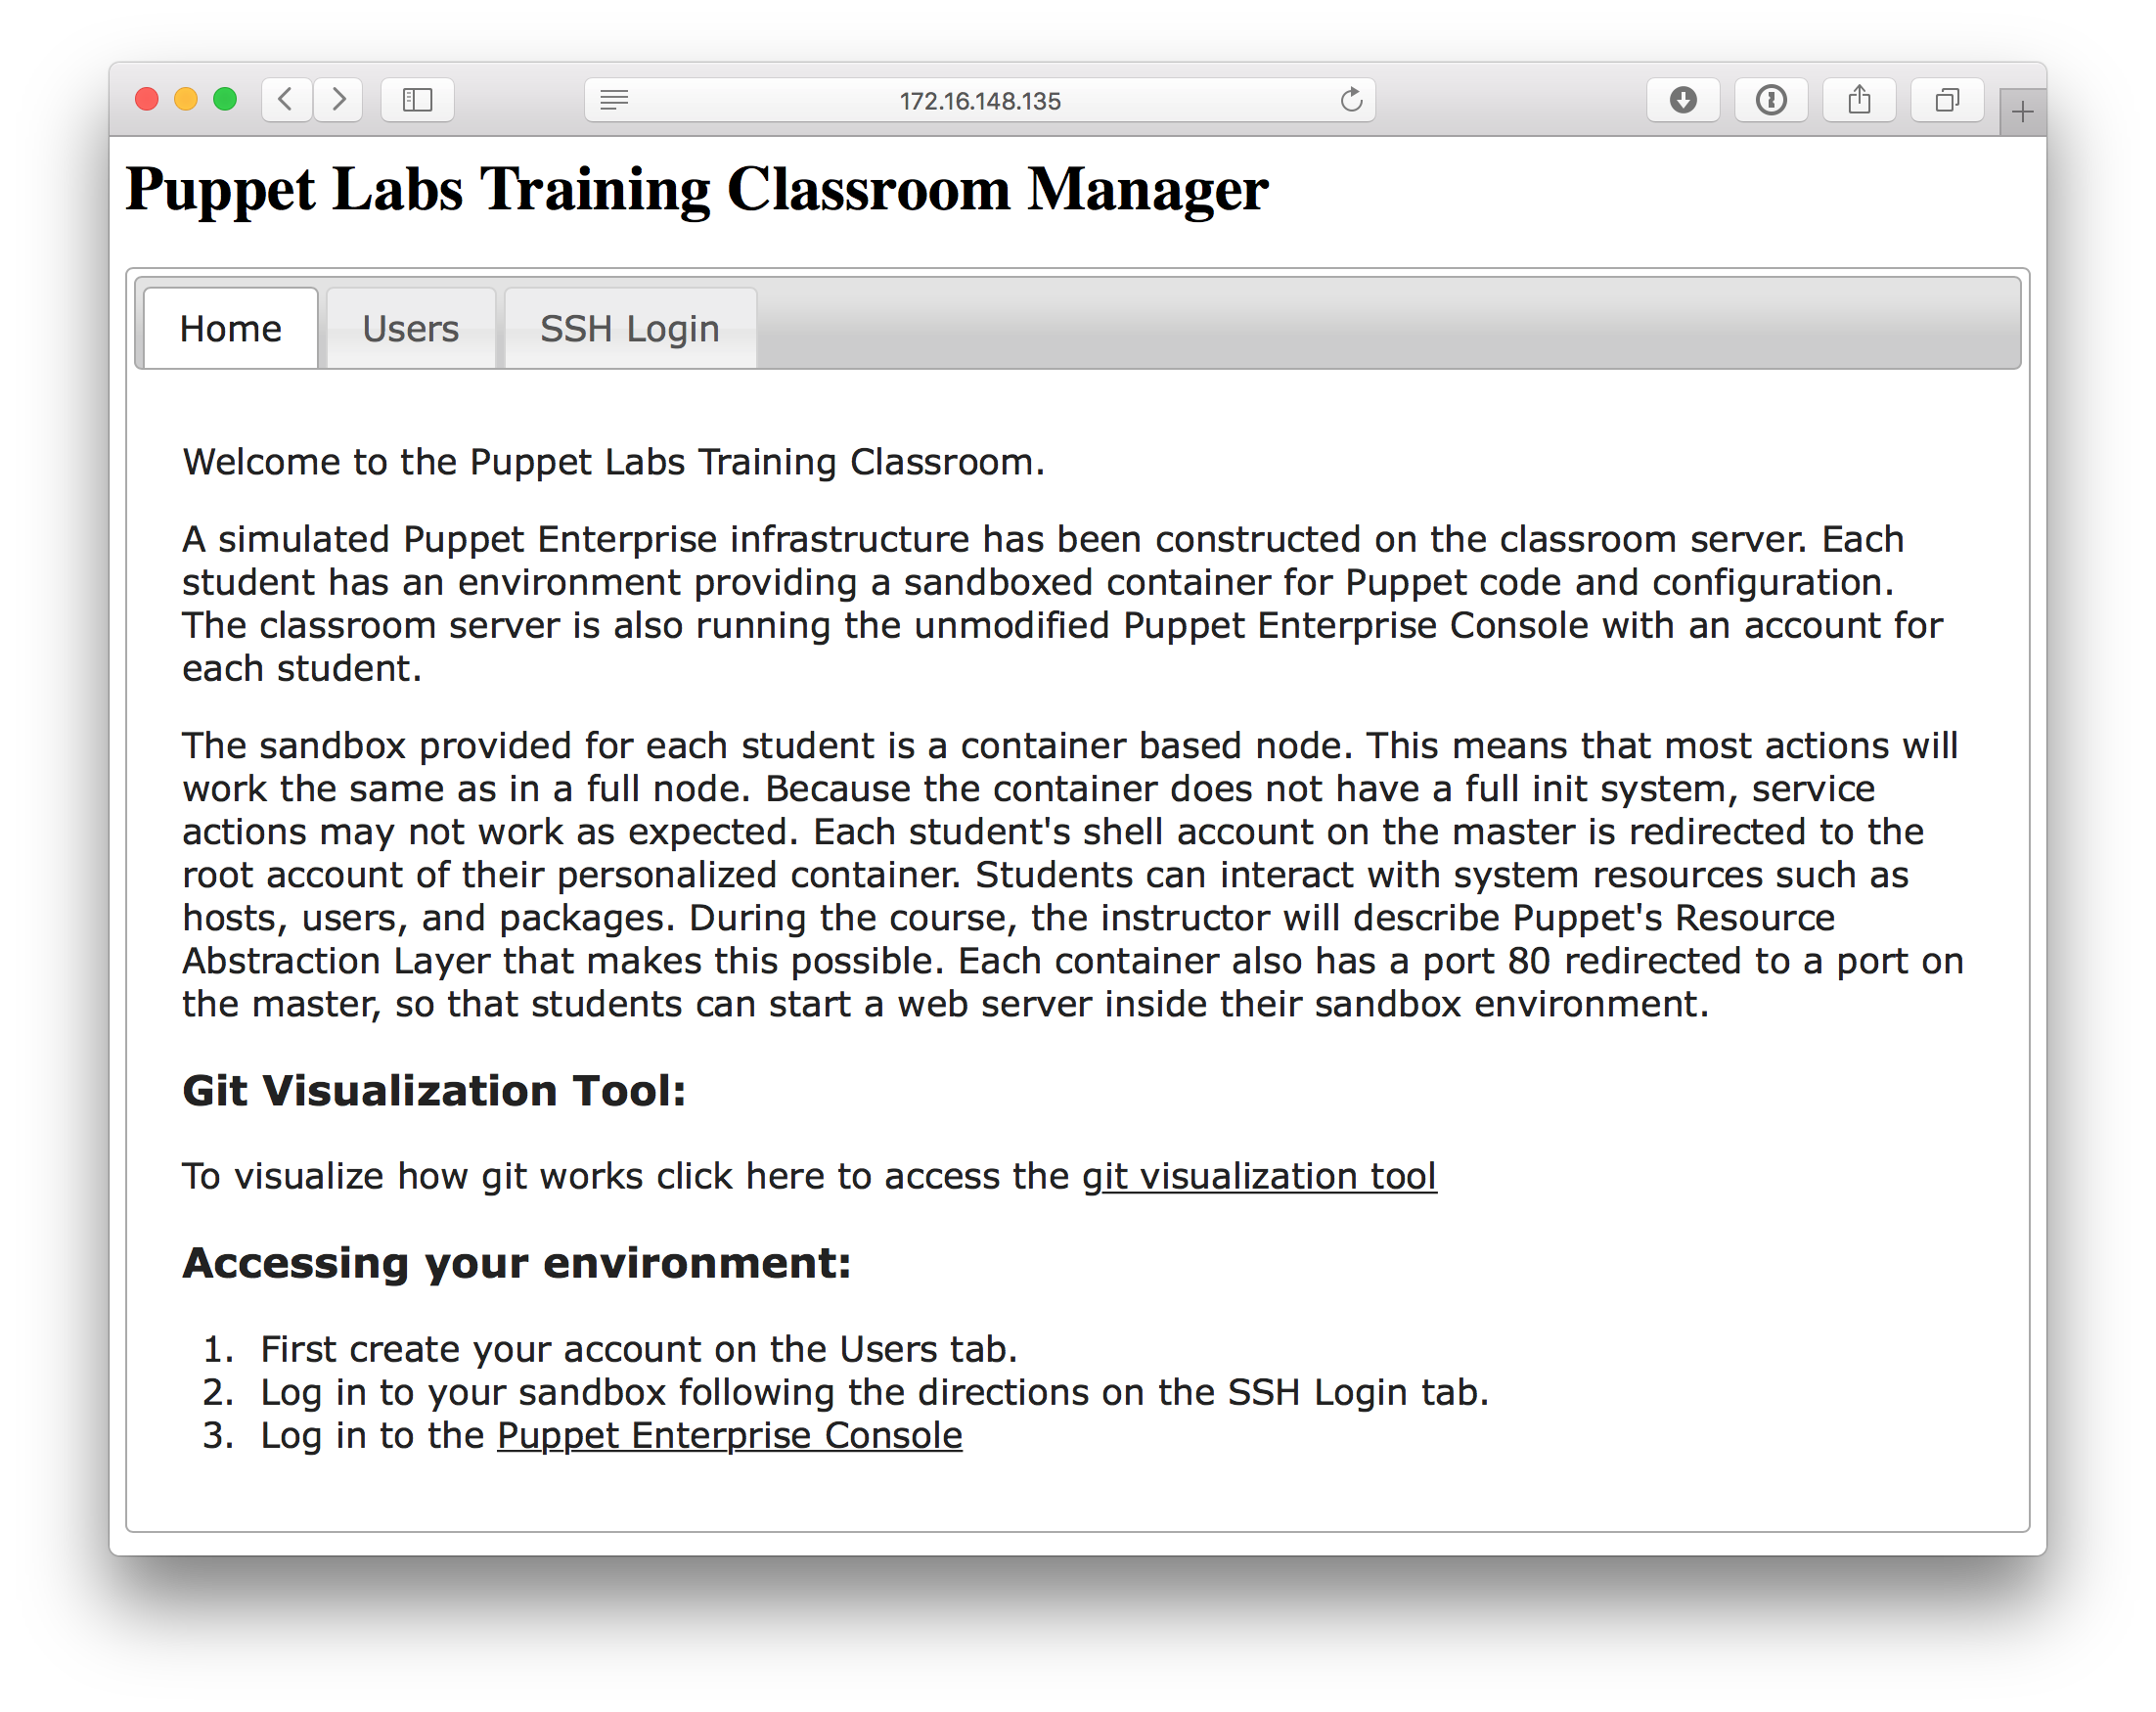 172.16.148.135
Puppet Labs Training Classroom Manager
Home Users SSH Login
Welcome to the Puppet Labs Training Classroom.
A simulated Puppet Enterprise infrastructure has been constructed on the classroom server. Each
student has an environment providing a sandboxed container for Puppet code and configuration.
The classroom server is also running the unmodified Puppet Enterprise Console with an account for
each student.
The sandbox provided for each student is a container based node. This means that most actions will
work the same as in a full node. Because the container does not have a full init system, service
actions may not work as expected. Each student's shell account on the master is redirected to the
root account of their personalized container. Students can interact with system resources such as
hosts, users, and packages. During the course, the instructor will describe Puppet's Resource
Abstraction Layer that makes this possible. Each container also has a port 80 redirected to a port on
the master, so that students can start a web server inside their sandbox environment.
Git Visualization Tool:
To visualize how git works click here to access the git visualization tool
Accessing your environment:
1. First create your account on the Users tab.
2. Log in to your sandbox following the directions on the SSH Login tab.
3. Log in to the Puppet Enterprise Console